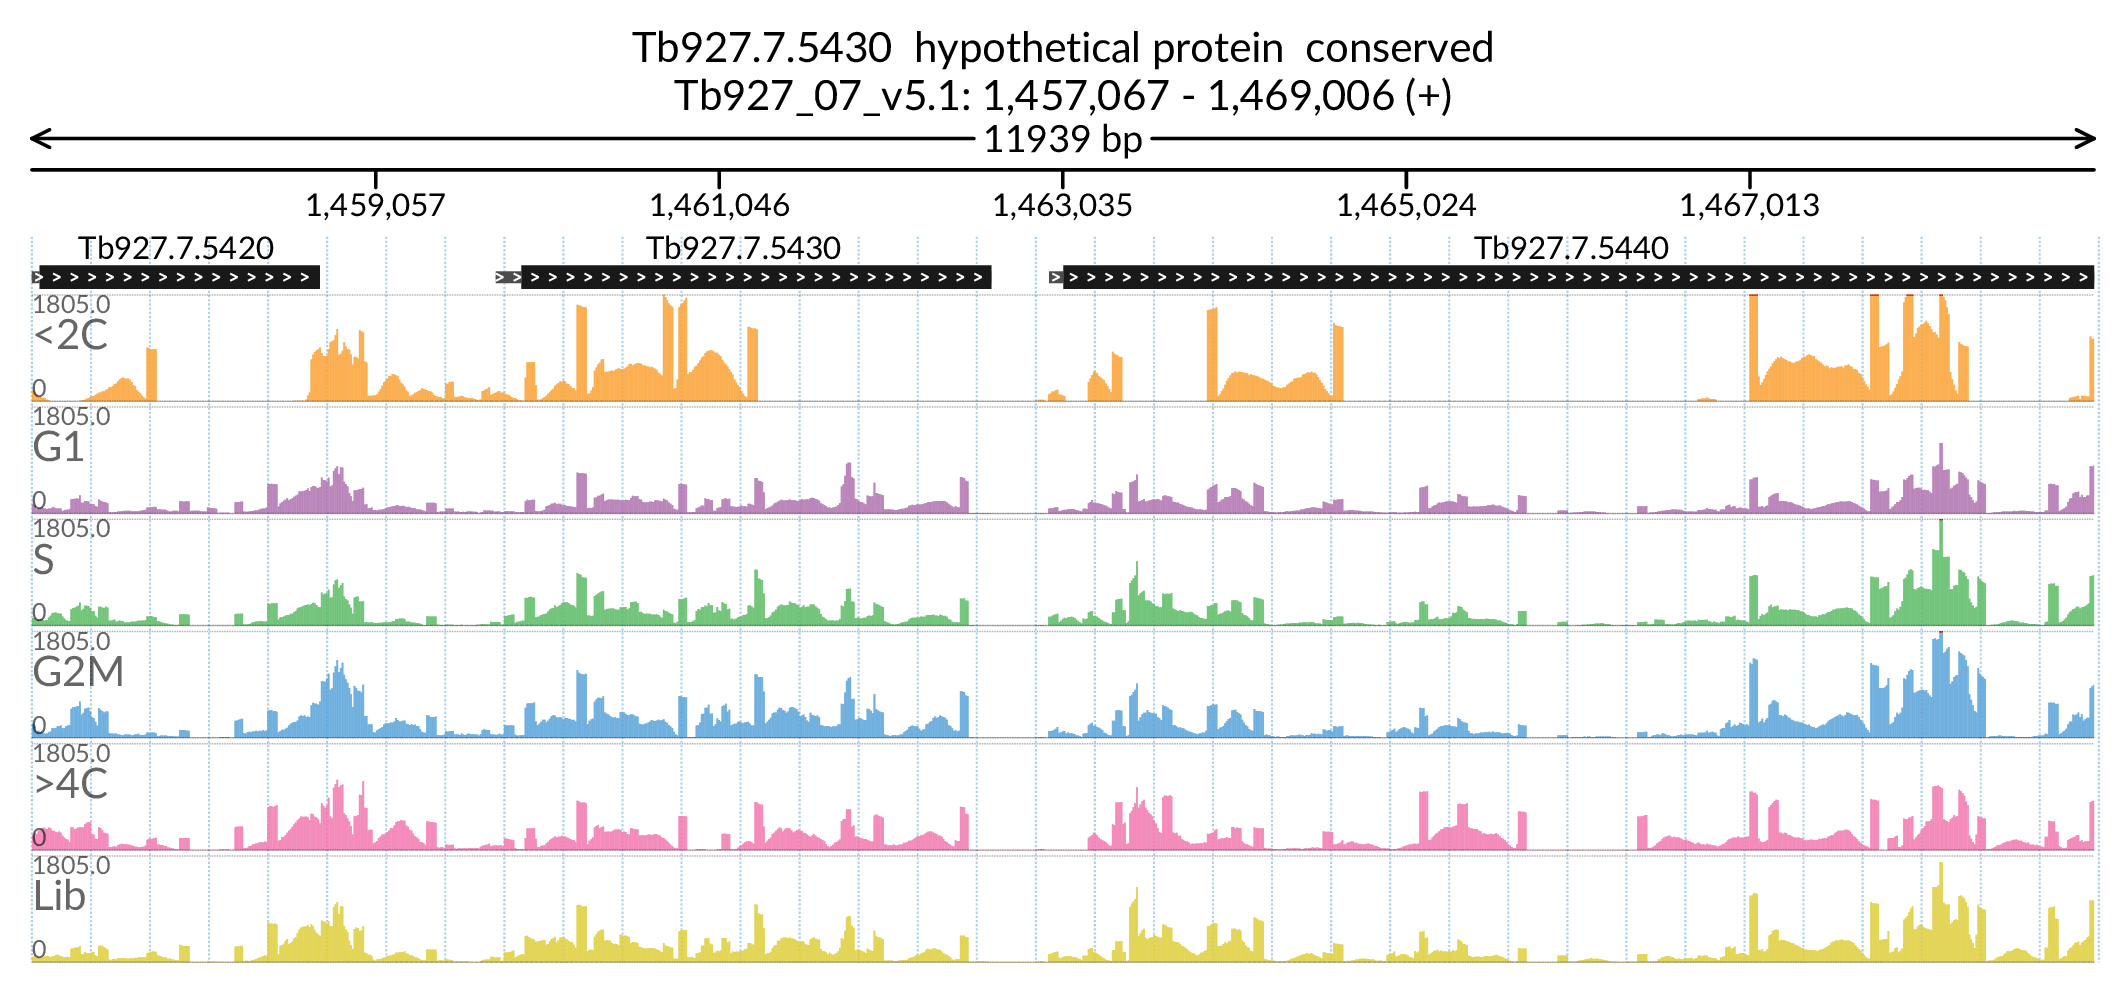 Tb927.7.5430 hypothetical protein conserved
Tb927_07_v5.1: 1,457,067 - 1,469,006 (+)
11939 bp
1,459,057 1,461,046 1,463,035 1,465,024 1,467,013
Tb927.7.5420 Tb927.7.5430 Tb927.7.5440
1805.0
<2C
0
1805.0
G1
0
1805.0
S
0
1805.0
G2M
0
1805.0
>4C
0
1805.0
Lib
0